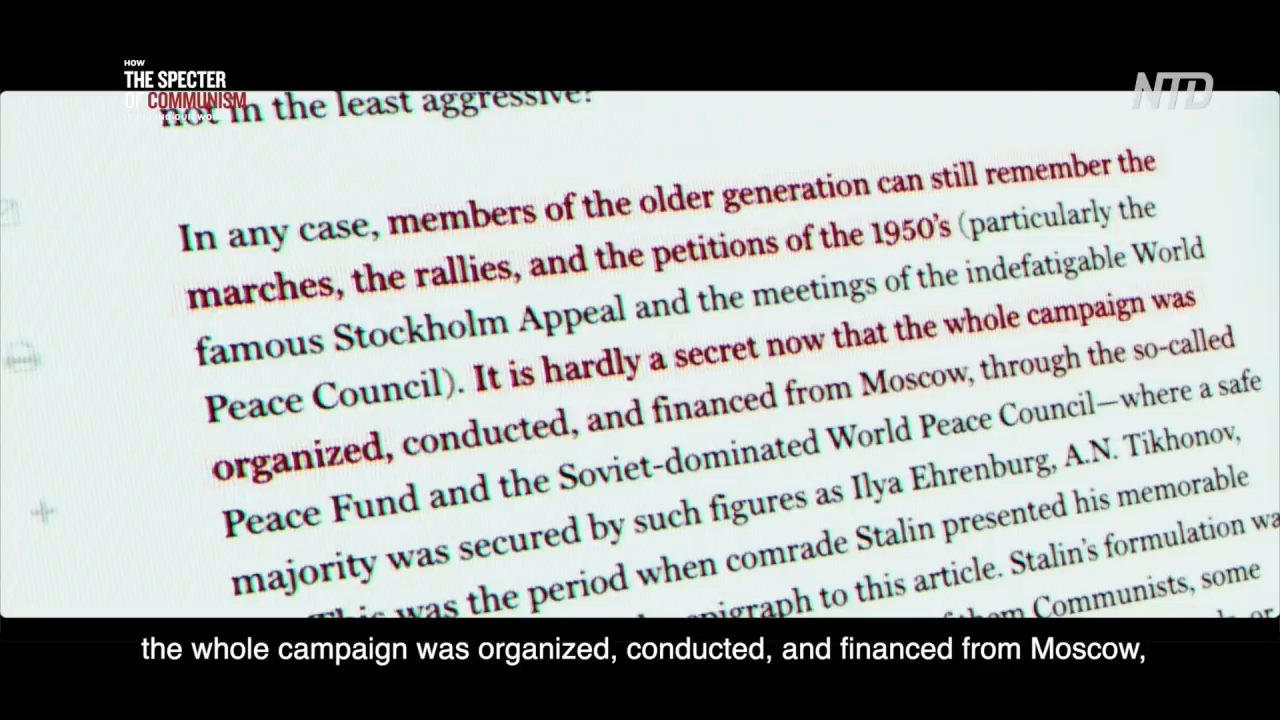 HOW
THE SPECTER
OF COMMUNISM
NTD
not in the least aggressive?
In any case, members of the older generation can still remember the
marches, the rallies, and the petitions of the 1950's (particularly the
famous Stockholm Appeal and the meetings of the indefatigable World
Peace Council). It is hardly a secret now that the whole campaign was
organized, conducted, and financed from Moscow, through the so-called
Peace Fund and the Soviet-dominated World Peace Council—where a safe
majority was secured by such figures as Ilya Ehrenburg, A.N. Tikhonov,
This was the period when comrade Stalin presented his memorable
epigraph to this article. Stalin's formulation wa
them Communists, some
the whole campaign was organized, conducted, and financed from Moscow,